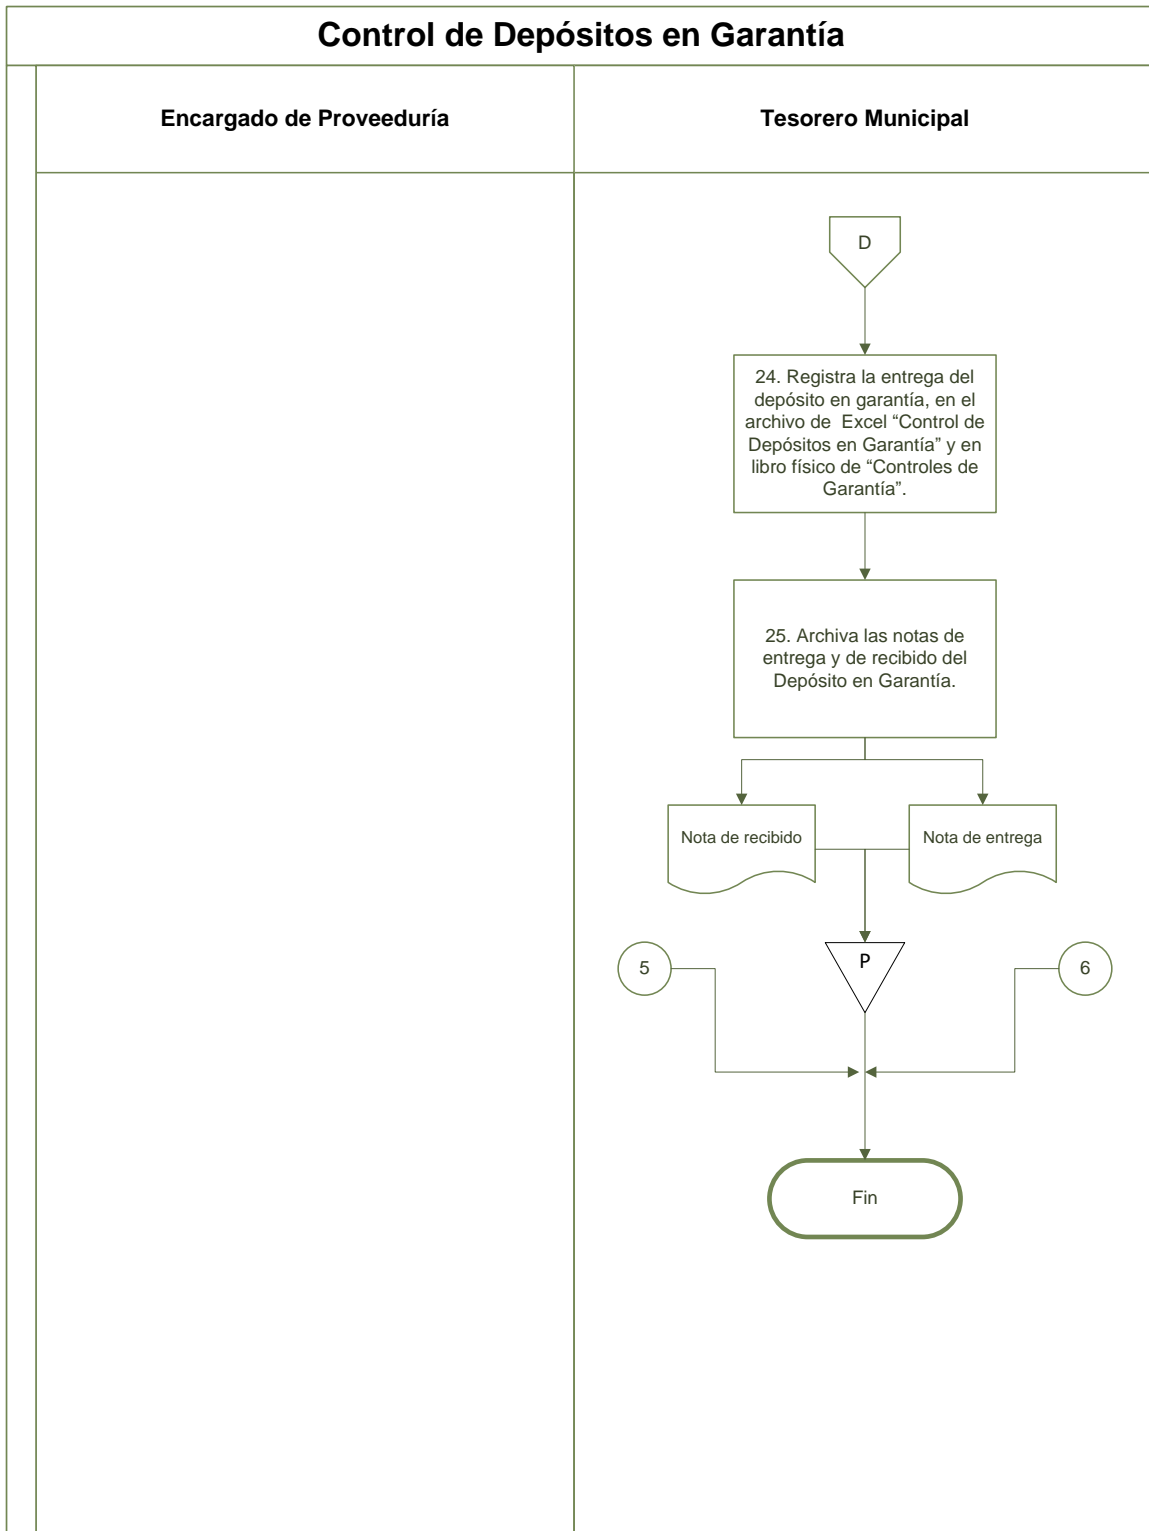 Control de Depósitos en Garantía
Encargado de Proveeduría
Tesorero Municipal
D
24. Registra la entrega del
depósito en garantía, en el
archivo de Excel “Control de
Depósitos en Garantía” y en
libro físico de “Controles de
Garantía”.
25. Archiva las notas de
entrega y de recibido del
Depósito en Garantía.
Nota de recibido
Nota de entrega
5
P
6
Fin